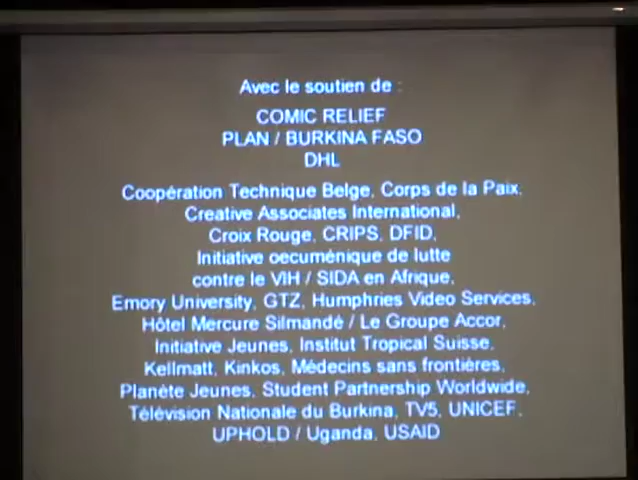 Avec le soutien de :
COMIC RELIEF
PLAN / BURKINA FASO
DHL
Coopération Technique Belge, Corps de la Paix,
Creative Associates International,
Croix Rouge, CRIPS, DFID,
Initiative oecuménique de lutte
contre le VIH / SIDA en Afrique,
Emory University, GTZ, Humphries Video Services,
Hôtel Mercure Silmandé / Le Groupe Accor,
Initiative Jeunes, Institut Tropical Suisse,
Kellmatt, Kinkos, Médecins sans frontières,
Planète Jeunes, Student Partnership Worldwide,
Télévision Nationale du Burkina, TV5, UNICEF,
UPHOLD / Uganda, USAID